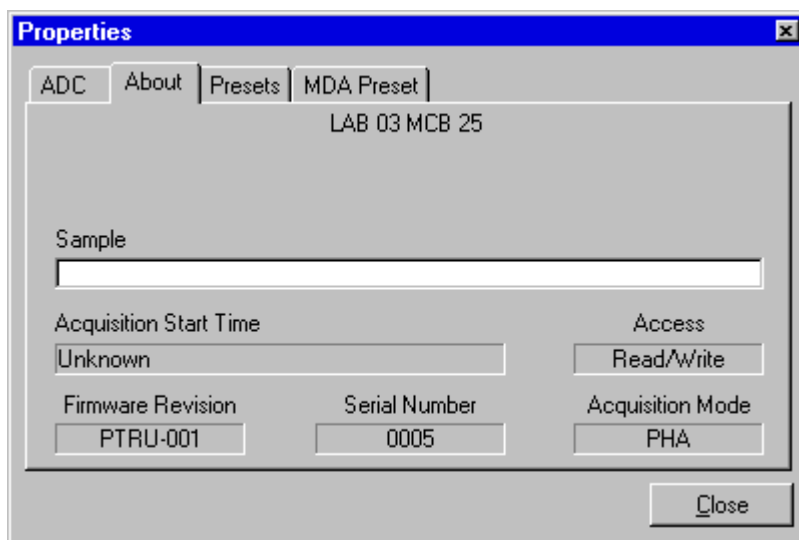 Properties
ADC About Presets MDA Preset
LAB 03 MCB 25
Sample
Acquisition Start Time Access
Unknown Read/Write
Firmware Revision Serial Number Acquisition Mode
PTRU-001 0005 PHA
Close